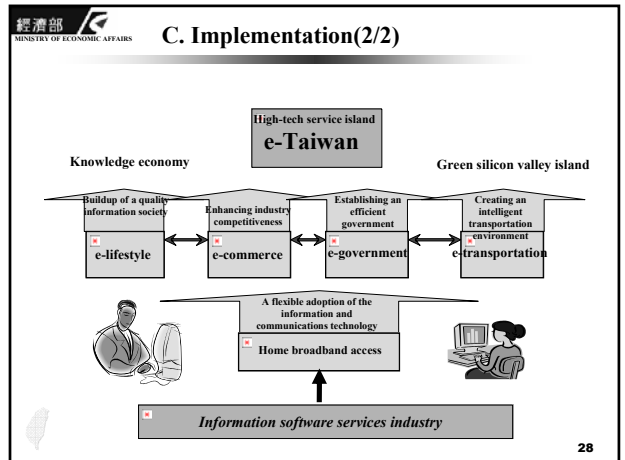 經濟部
MINISTRY OF ECONOMIC AFFAIRS
C. Implementation(2/2)
High-tech service island
e-Taiwan
Knowledge economy
Green silicon valley island
Buildup of a quality
information society
Enhancing industry
competitiveness
Establishing an
efficient
government
Creating an
intelligent
transportation
environment
e-lifestyle
e-commerce
e-government
e-transportation
A flexible adoption of the
information and
communications technology
Home broadband access
Information software services industry
28